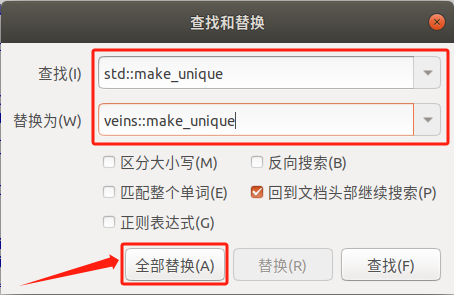 查找和替换
查找(I) std::make_unique
替换为(W) veins::make_unique
区分大小写(M) 反向搜索(B)
匹配整个单词(E) 回到文档头部继续搜索(P)
正则表达式(G)
全部替换(A) 替换(R) 查找(F)